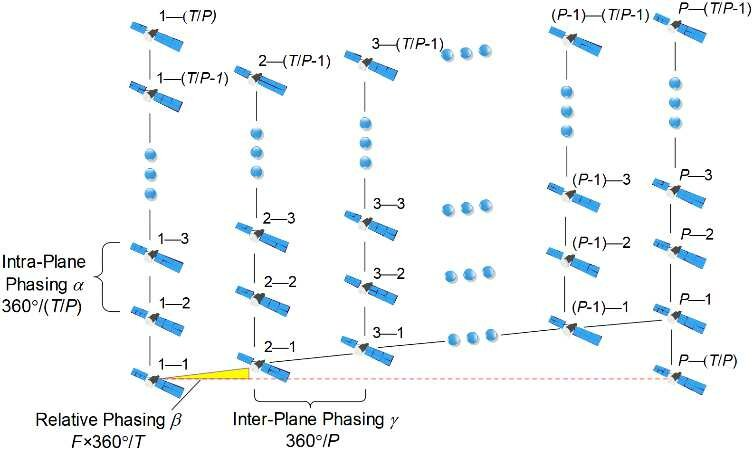 1—(T/P)
1—(T/P-1)
2—(T/P-1)
3—(T/P-1)
(P-1)—(T/P-1)
P—(T/P-1)
1—3
2—3
3—3
(P-1)—3
P—3
Intra-Plane
Phasing α
360°/(T/P)
1—2
2—2
3—2
(P-1)—2
P—2
1—1
2—1
3—1
(P-1)—1
P—1
P—(T/P)
Relative Phasing β
F×360°/T
Inter-Plane Phasing γ
360°/P